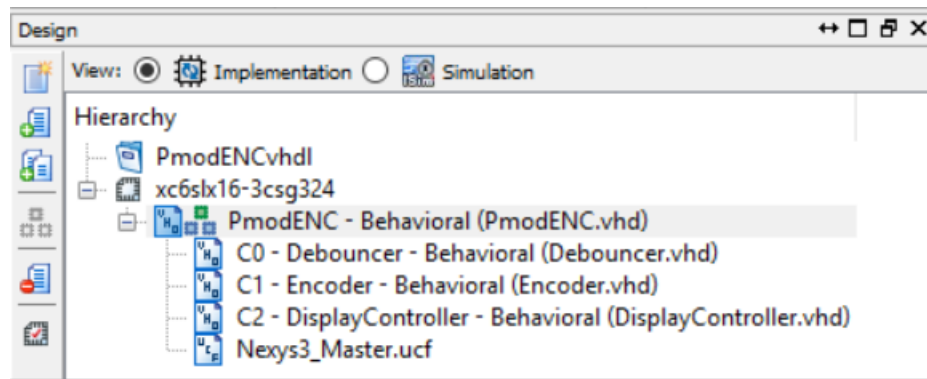 Design
View: Implementation Simulation
Hierarchy
PmodENCvhdl
xc6slx16-3csg324
PmodENC - Behavioral (PmodENC.vhd)
C0 - Debouncer - Behavioral (Debouncer.vhd)
C1 - Encoder - Behavioral (Encoder.vhd)
C2 - DisplayController - Behavioral (DisplayController.vhd)
Nexys3_Master.ucf